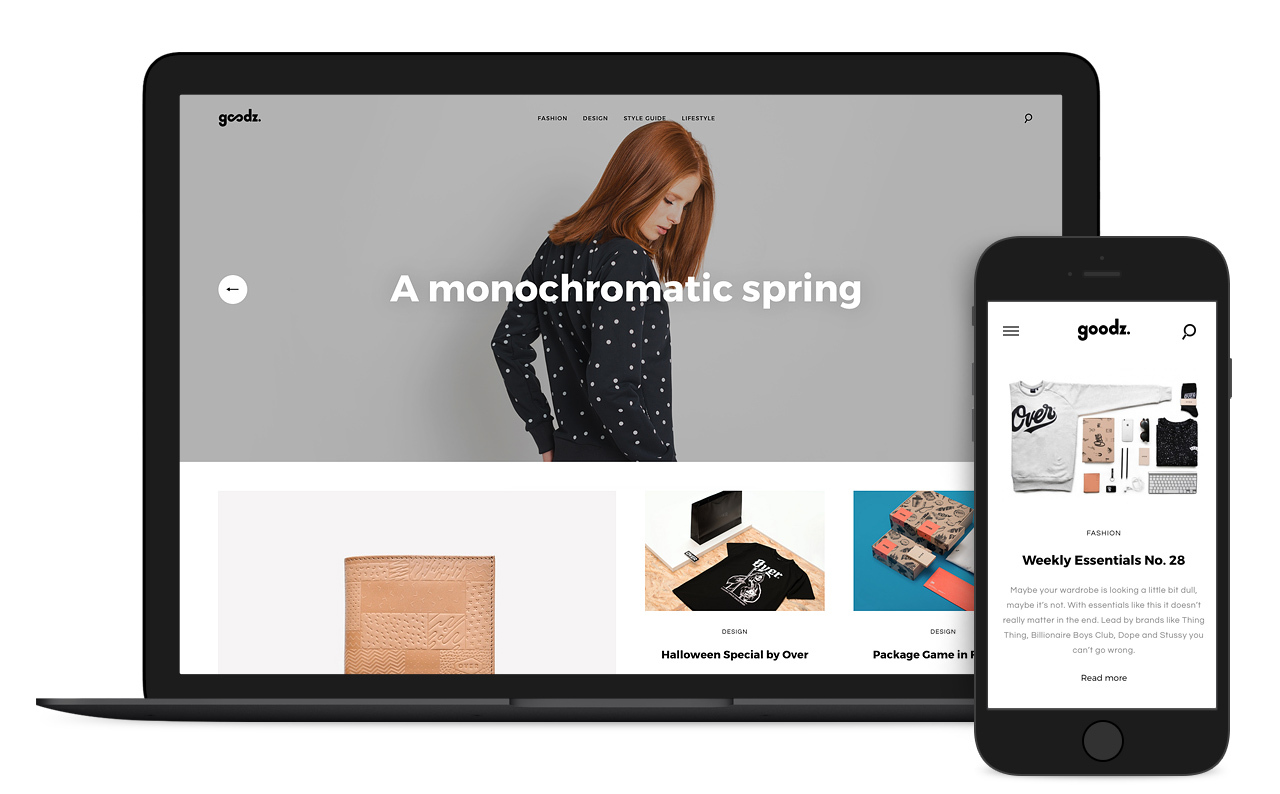 goodz.
FASHION DESIGN STYLE GUIDE LIFESTYLE
A monochromatic spring
Over
OVER
DESIGN
Halloween Special by Over
DESIGN
Package Game in
goodz.
Over
Over
FASHION
Weekly Essentials No. 28
Maybe your wardrobe is looking a little bit dull,
maybe it's not. With essentials like this it doesn't
really matter in the end. Lead by brands like Thing
Thing, Billionaire Boys Club, Dope and Stussy you
can't go wrong.
Read more